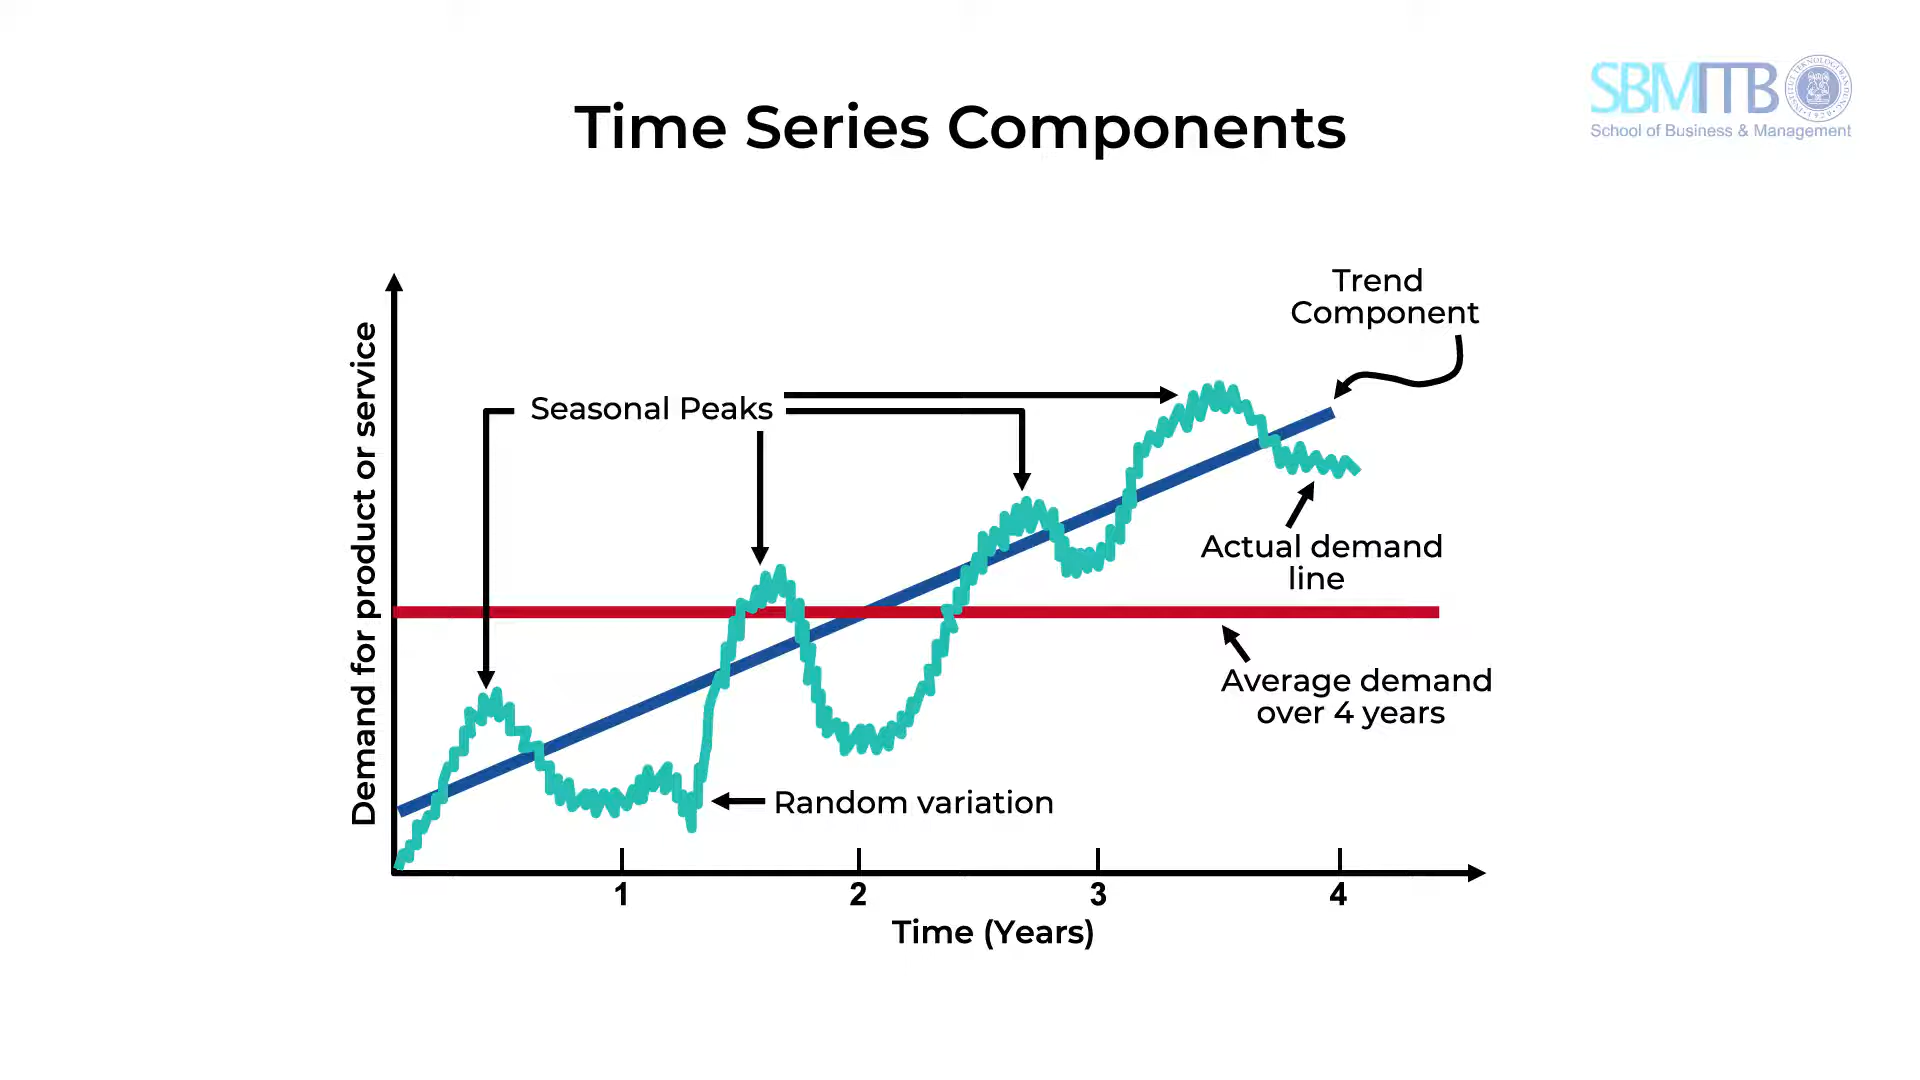 Time Series Components
SBMITB
School of Business & Management
Trend
Component
Seasonal Peaks
Demand for product or service
Actual demand
line
Average demand
over 4 years
Random variation
1 2 3 4
Time (Years)